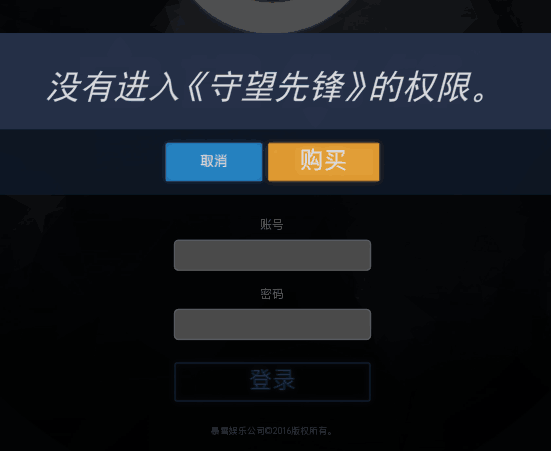 没有进入《守望先锋》的权限。
取消
购买
账号
密码
登录
暴雪娱乐公司©2016版权所有。